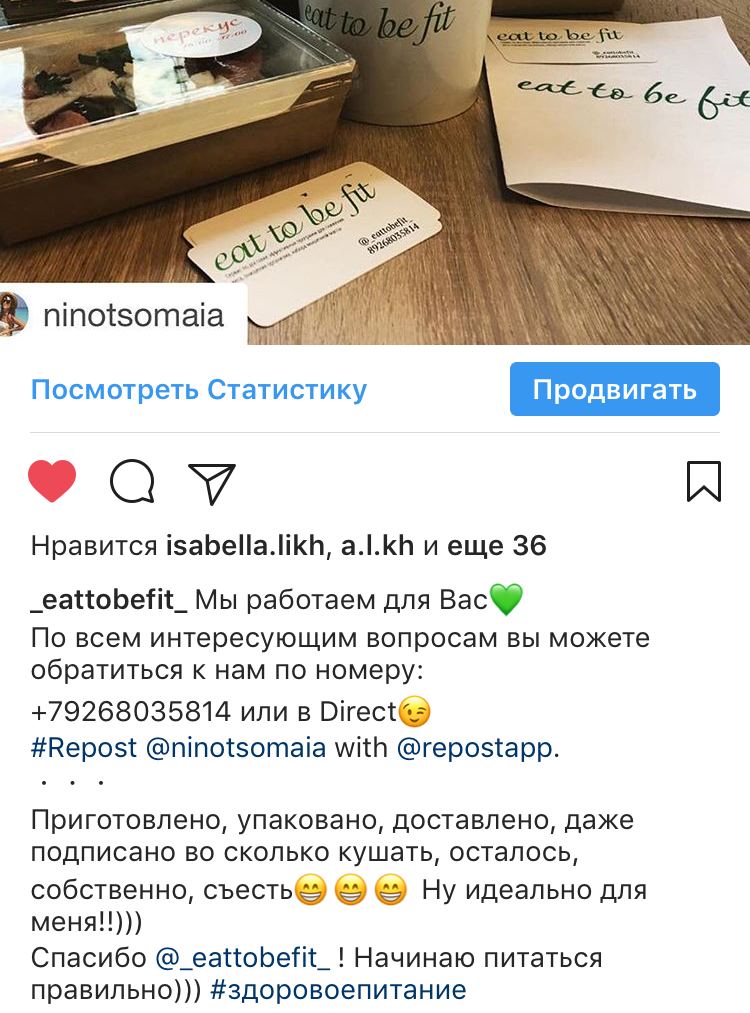 перекус
16:00-17:00
eat to be fit
eat to be fit
@_eattobefit_
89268035814
eat to be fit
eat to be fit
@_eattobefit_
89268035814
ninotsomaia
Посмотреть Статистику
Продвигать
Нравится isabella.likh, a.l.kh и еще 36
_eattobefit_ Мы работаем для Вас💚
По всем интересующим вопросам вы можете
обратиться к нам по номеру:
+79268035814 или в Direct😉
#Repost @ninotsomaia with @repostapp.
・・・
Приготовлено, упаковано, доставлено, даже
подписано во сколько кушать, осталось,
собственно, съесть😁😁😁 Ну идеально для
меня!!)))
Спасибо @_eattobefit_ ! Начинаю питаться
правильно))) #здоровоепитание